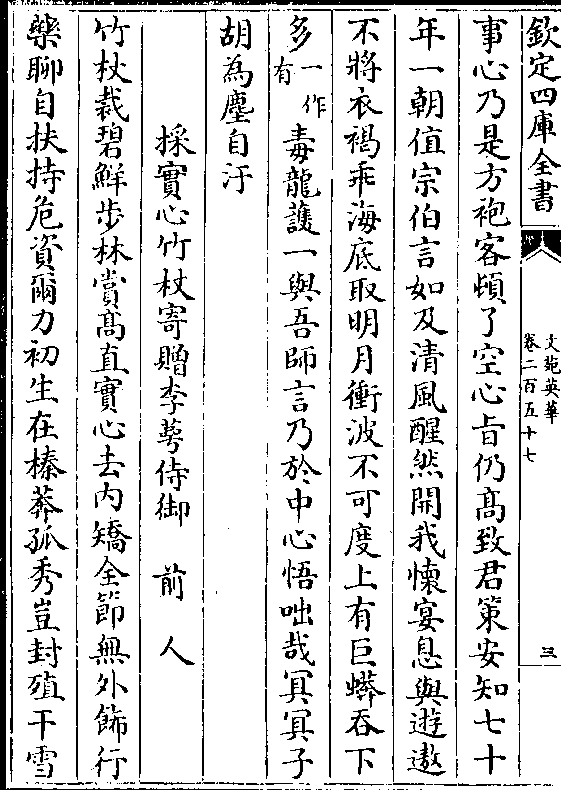 欽定四庫全書
文苑英華
卷二百五十七
三
事心乃是方袍客頓了空心㫖仍髙致君策安知七十
年一朝值宗伯言如及清風醒然開我懐宴息與遊遨
不將衣褐乖海底取明月衝波不可度上有巨蟒吞下
多一作有毒龍護一與吾師言乃於中心悟咄哉冥冥子
胡為塵自汙
採實心竹杖寄贈李萼侍御 前人
竹杖裁碧鮮步林賞髙直實心去内矯全節無外飾行
藥聊自扶持危資爾力初生在榛莽孤秀豈封殖干雪